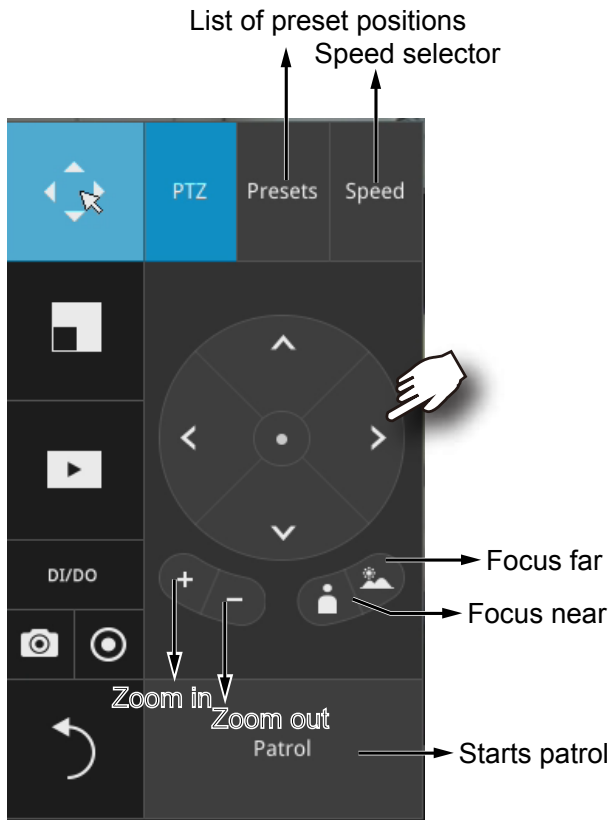 List of preset positions
Speed selector
PTZ
Presets
Speed
DI/DO
Focus far
Focus near
Zoom in
Zoom out
Patrol
Starts patrol